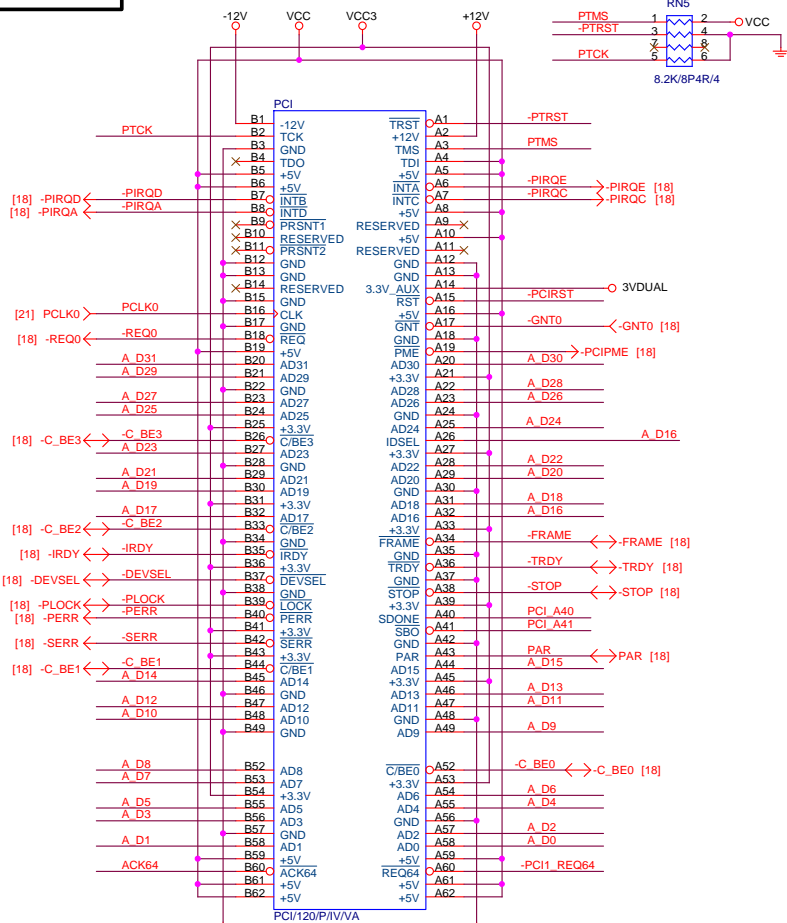 -12V VCC VCC3 +12V
RN5
PTMS 1 2 VCC
-PTRST 3 4
7 8
PTCK 5 6
8.2K/8P4R/4
PCI
B1 -12V TRST A1 -PTRST
PTCK B2 TCK +12V A2
B3 GND TMS A3 PTMS
B4 TDO TDI A4
B5 +5V +5V A5
B6 +5V INTA A6 -PIRQE -PIRQE [18]
[18] -PIRQD -PIRQD B7 INTB INTC A7 -PIRQC -PIRQC [18]
[18] -PIRQA -PIRQA B8 INTD +5V A8
B9 PRSNT1 RESERVED A9
B10 RESERVED +5V A10
B11 PRSNT2 RESERVED A11
B12 GND GND A12
B13 GND GND A13
B14 RESERVED 3.3V_AUX A14 3VDUAL
B15 GND RST A15 -PCIRST
[21] PCLK0 PCLK0 B16 CLK +5V A16
B17 GND GNT A17 -GNT0 -GNT0 [18]
[18] -REQ0 -REQ0 B18 REQ GND A18
B19 +5V PME A19 -PCIPME [18]
A_D31 B20 AD31 AD30 A20 A_D30
A_D29 B21 AD29 +3.3V A21
B22 GND AD28 A22 A_D28
A_D27 B23 AD27 AD26 A23 A_D26
A_D25 B24 AD25 GND A24
B25 +3.3V AD24 A25 A_D24
[18] -C_BE3 -C_BE3 B26 C/BE3 IDSEL A26 A_D16
A_D23 B27 AD23 +3.3V A27
B28 GND AD22 A28 A_D22
A_D21 B29 AD21 AD20 A29 A_D20
A_D19 B30 AD19 GND A30
B31 +3.3V AD18 A31 A_D18
A_D17 B32 AD17 AD16 A32 A_D16
[18] -C_BE2 -C_BE2 B33 C/BE2 +3.3V A33
B34 GND FRAME A34 -FRAME -FRAME [18]
[18] -IRDY -IRDY B35 IRDY GND A35
B36 +3.3V TRDY A36 -TRDY -TRDY [18]
[18] -DEVSEL -DEVSEL B37 DEVSEL GND A37
B38 GND STOP A38 -STOP -STOP [18]
[18] -PLOCK -PLOCK B39 LOCK +3.3V A39
[18] -PERR -PERR B40 PERR SDONE A40 PCI_A40
B41 +3.3V SBO A41 PCI_A41
[18] -SERR -SERR B42 SERR GND A42
B43 +3.3V PAR A43 PAR PAR [18]
[18] -C_BE1 -C_BE1 B44 C/BE1 AD15 A44 A_D15
A_D14 B45 AD14 +3.3V A45
B46 GND AD13 A46 A_D13
A_D12 B47 AD12 AD11 A47 A_D11
A_D10 B48 AD10 GND A48
B49 GND AD9 A49 A_D9
A_D8 B52 AD8 C/BE0 A52 -C_BE0 -C_BE0 [18]
A_D7 B53 AD7 +3.3V A53
B54 +3.3V AD6 A54 A_D6
A_D5 B55 AD5 AD4 A55 A_D4
A_D3 B56 AD3 GND A56
B57 GND AD2 A57 A_D2
A_D1 B58 AD1 AD0 A58 A_D0
B59 +5V +5V A59
ACK64 B60 ACK64 REQ64 A60 -PCI1_REQ64
B61 +5V +5V A61
B62 +5V +5V A62
PCI/120/P/IV/VA